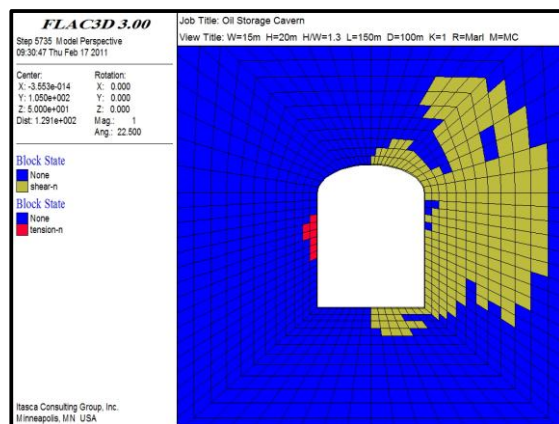 FLAC3D 3.00
Step 5735 Model Perspective
09:30:47 Thu Feb 17 2011
Center:
X: -3.553e-014
Y: 1.050e+002
Z: 5.000e+001
Dist: 1.291e+002
Rotation:
X: 0.000
Y: 0.000
Z: 0.000
Mag.: 1
Ang.: 22.500
Block State
None
shear-n
Block State
None
tension-n
Itasca Consulting Group, Inc.
Minneapolis, MN USA
Job Title: Oil Storage Cavern
View Title: W=15m H=20m H/W=1.3 L=150m D=100m K=1 R=Marl M=MC